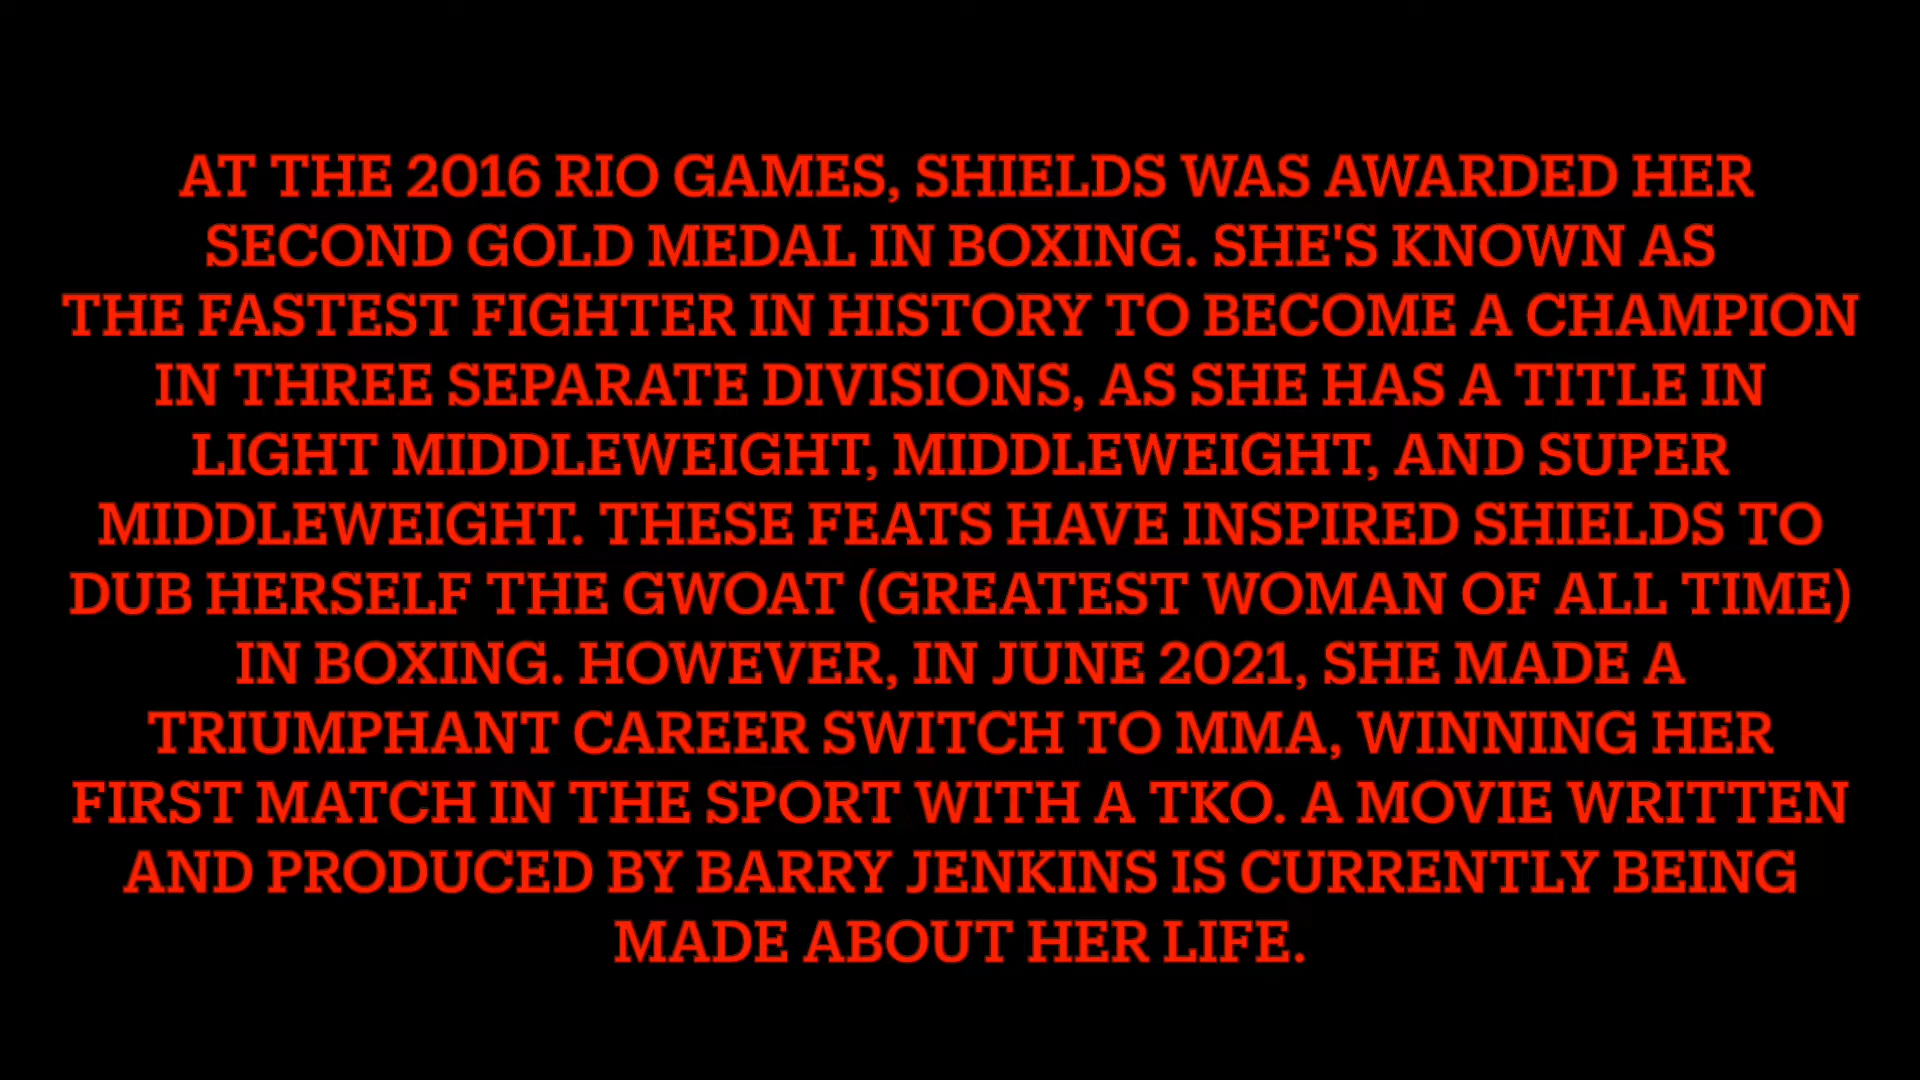 AT THE 2016 RIO GAMES, SHIELDS WAS AWARDED HER
SECOND GOLD MEDAL IN BOXING. SHE'S KNOWN AS
THE FASTEST FIGHTER IN HISTORY TO BECOME A CHAMPION
IN THREE SEPARATE DIVISIONS, AS SHE HAS A TITLE IN
LIGHT MIDDLEWEIGHT, MIDDLEWEIGHT, AND SUPER
MIDDLEWEIGHT. THESE FEATS HAVE INSPIRED SHIELDS TO
DUB HERSELF THE GWOAT (GREATEST WOMAN OF ALL TIME)
IN BOXING. HOWEVER, IN JUNE 2021, SHE MADE A
TRIUMPHANT CAREER SWITCH TO MMA, WINNING HER
FIRST MATCH IN THE SPORT WITH A TKO. A MOVIE WRITTEN
AND PRODUCED BY BARRY JENKINS IS CURRENTLY BEING
MADE ABOUT HER LIFE.